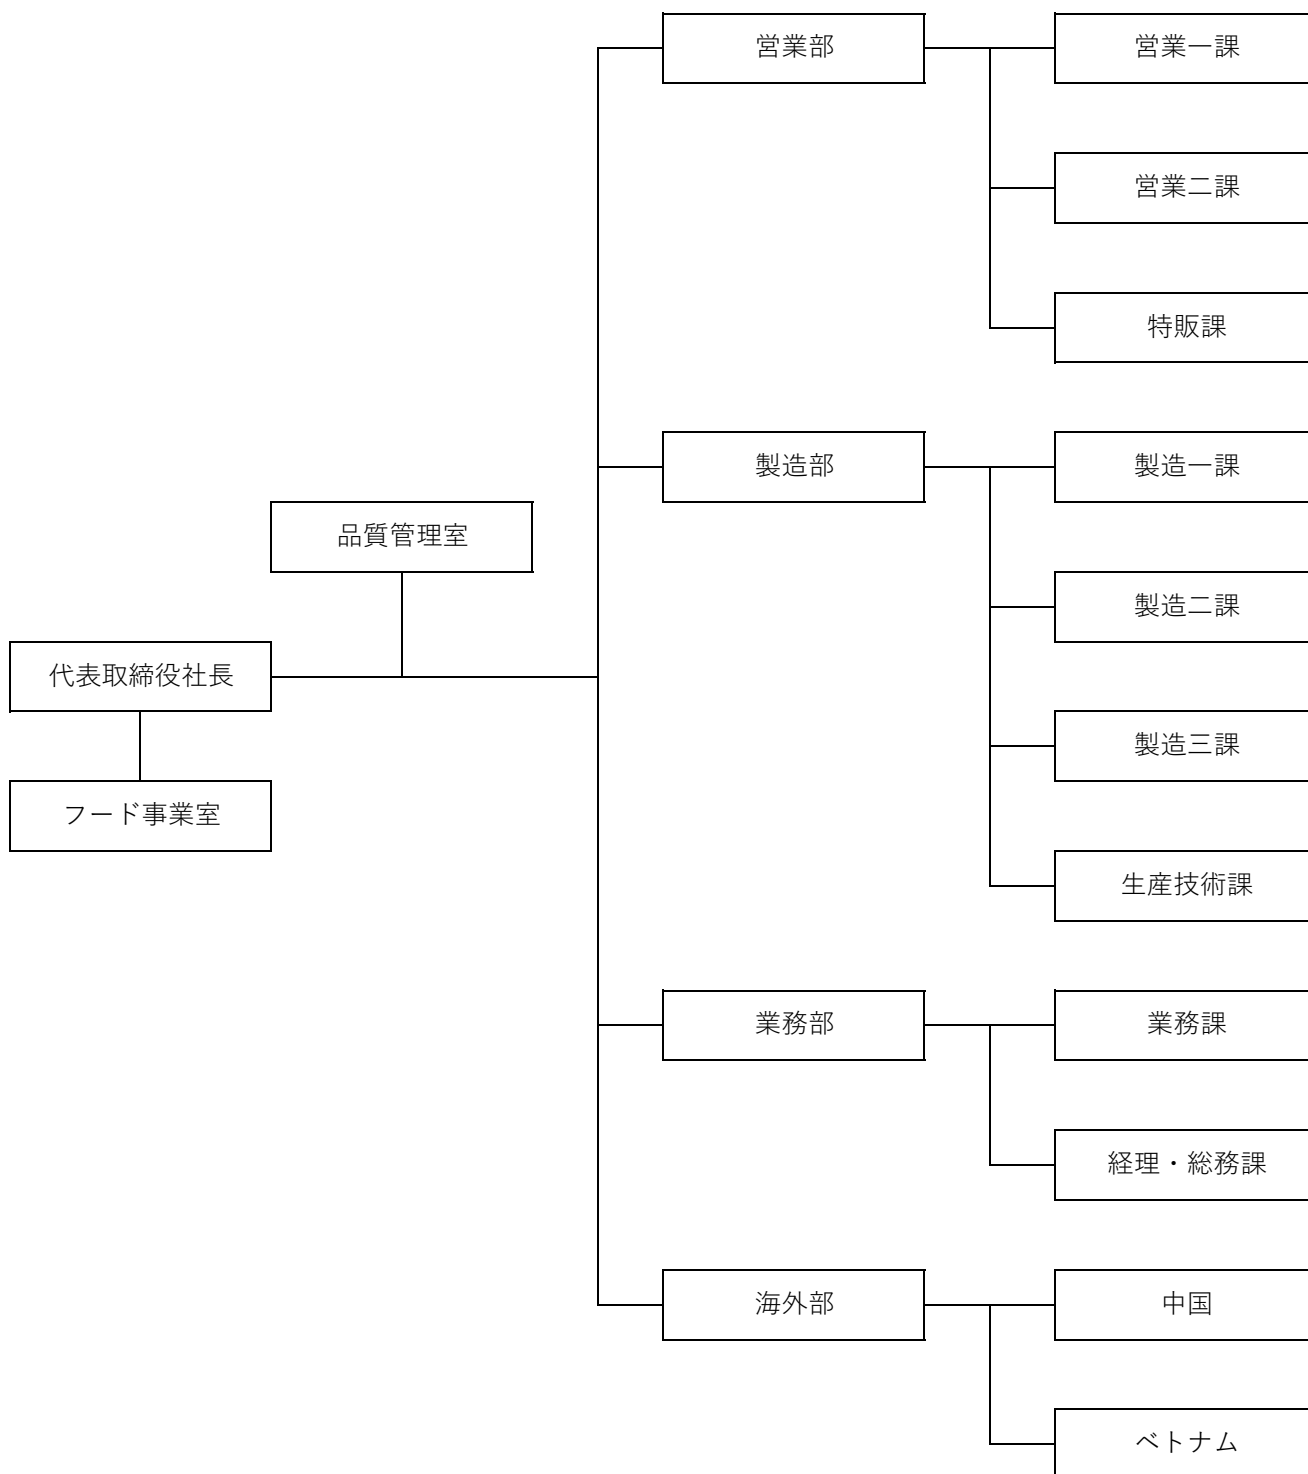 営業部
営業一課
営業二課
特販課
製造部
製造一課
品質管理室
製造二課
代表取締役社長
製造三課
フード事業室
生産技術課
業務部
業務課
経理・総務課
海外部
中国
ベトナム